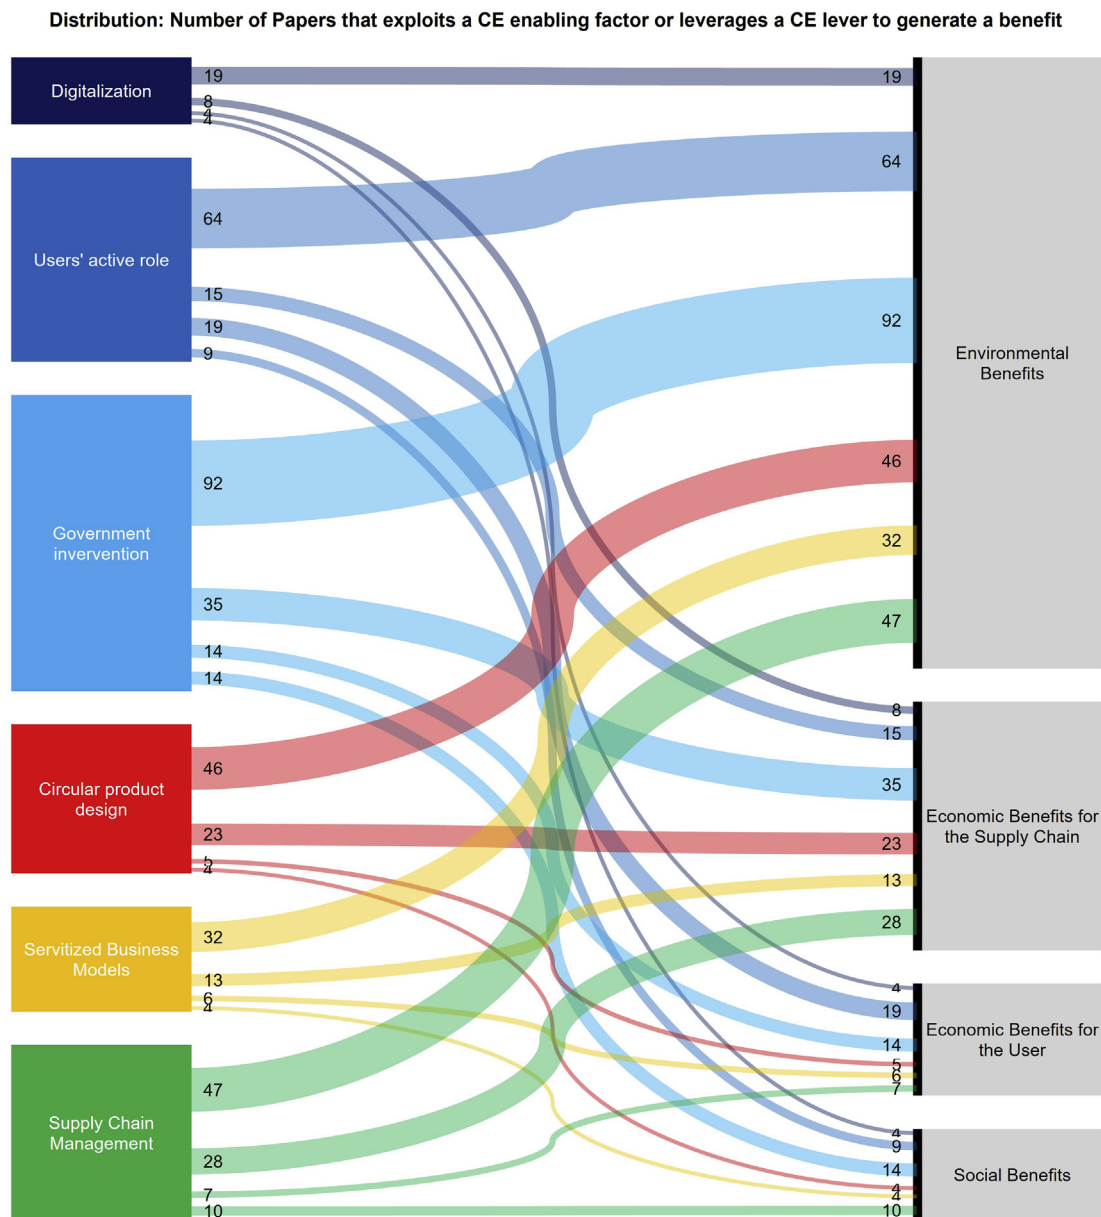 Distribution: Number of Papers that exploits a CE enabling factor or leverages a CE lever to generate a benefit
Digitalization
19
8
4
4
Users' active role
64
15
19
9
Government
invervention
92
35
14
14
Circular product
design
46
23
5
4
Servitized Business
Models
32
13
6
4
Supply Chain
Management
47
28
7
10
19
64
92
46
32
47
Environmental
Benefits
8
15
35
23
13
28
Economic Benefits for
the Supply Chain
4
19
14
5
6
7
Economic Benefits for
the User
4
9
14
4
4
10
Social Benefits